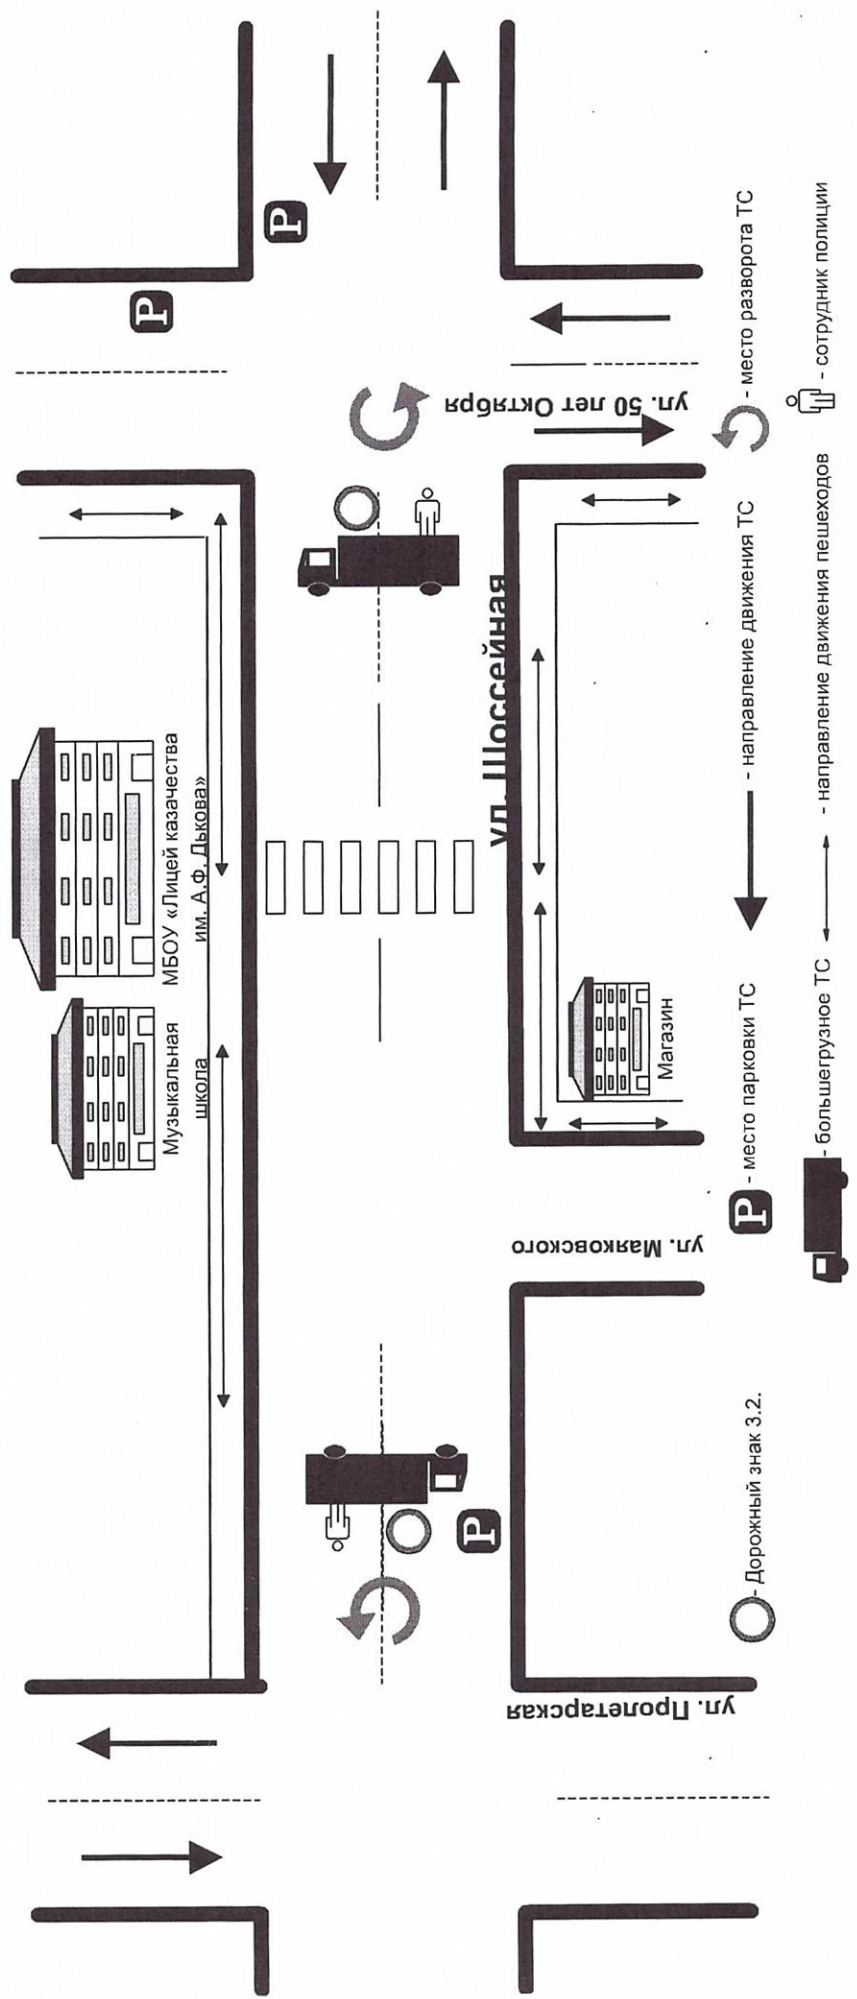 Музыкальная
школа
МБОУ «Лицей казачества
им. А.Ф. Дькова»
ул. Шоссейная
ул. 50 лет Октября
ул. Маяковского
ул. Пролетарская
Магазин
P
P
P
- Дорожный знак 3.2.
P - место парковки ТС
- направление движения ТС
- место разворота ТС
- большегрузное ТС
- направление движения пешеходов
- сотрудник полиции